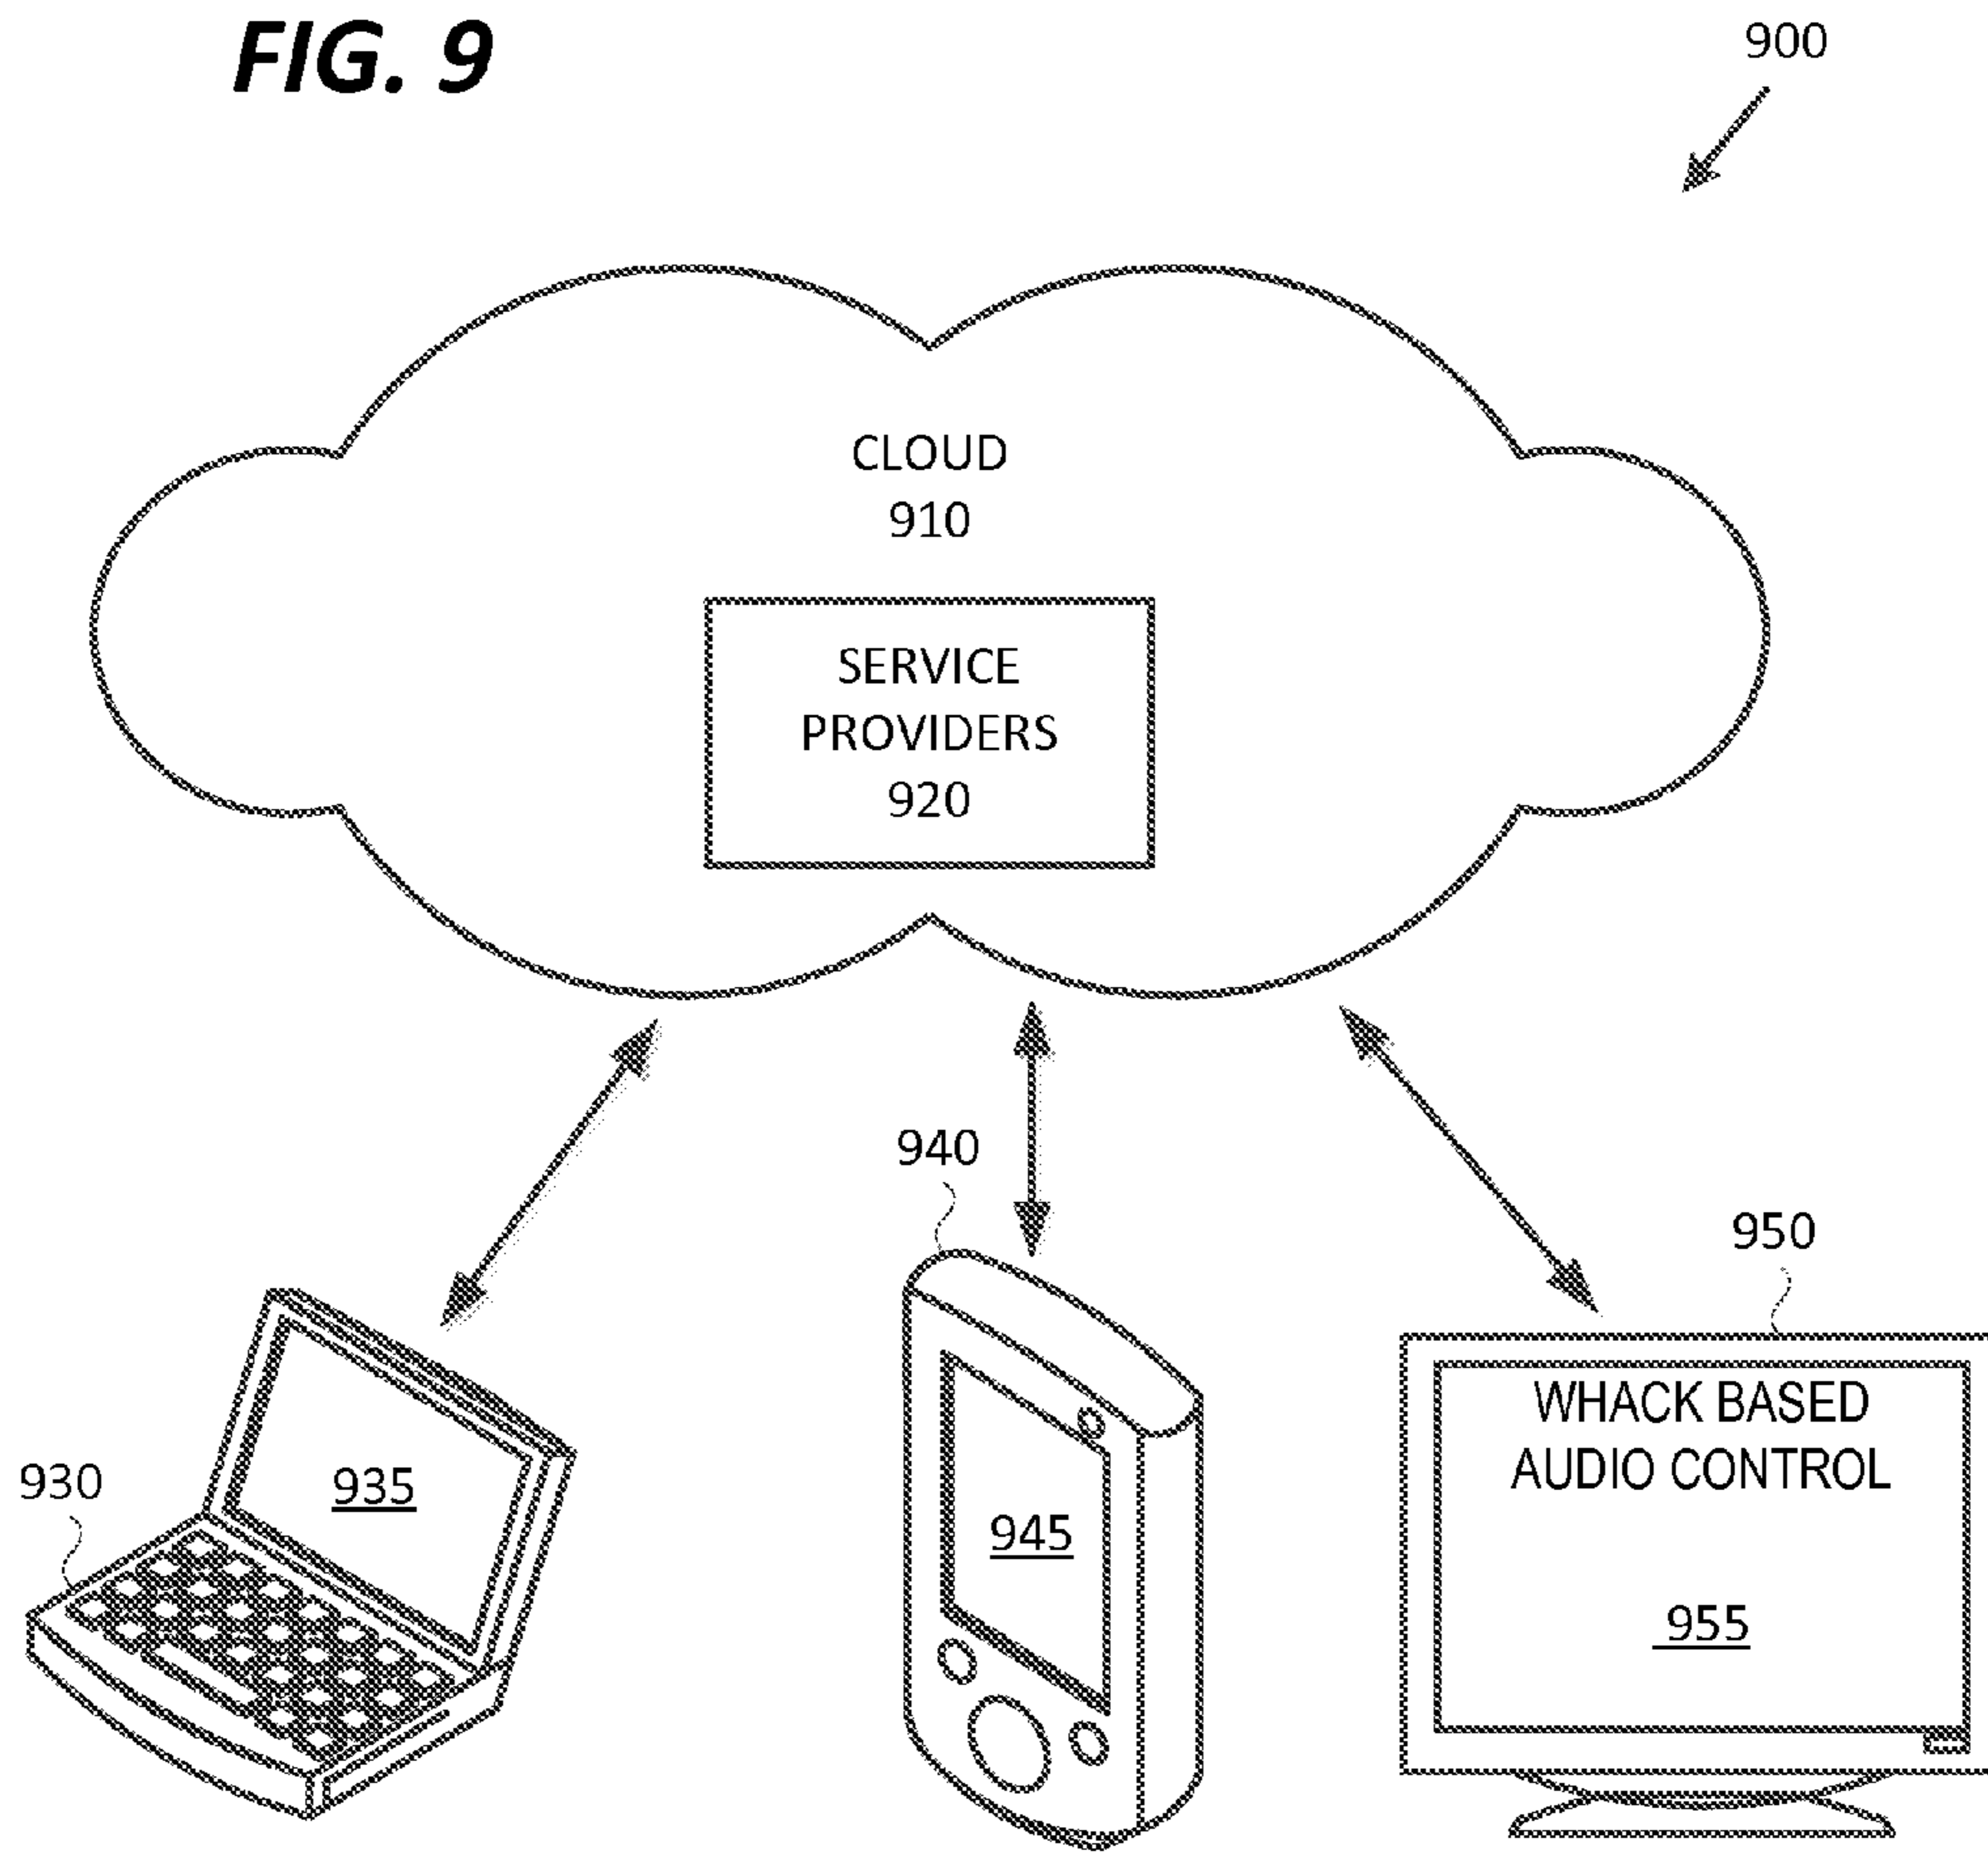 FIG. 9
900
CLOUD
910
SERVICE
PROVIDERS
920
940
950
930
935
945
WHACK BASED
AUDIO CONTROL
955